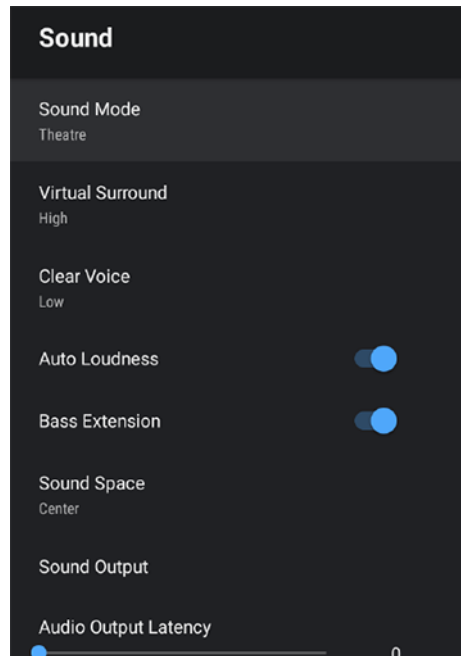 Sound
Sound Mode
Theatre
Virtual Surround
High
Clear Voice
Low
Auto Loudness
Bass Extension
Sound Space
Center
Sound Output
Audio Output Latency
0